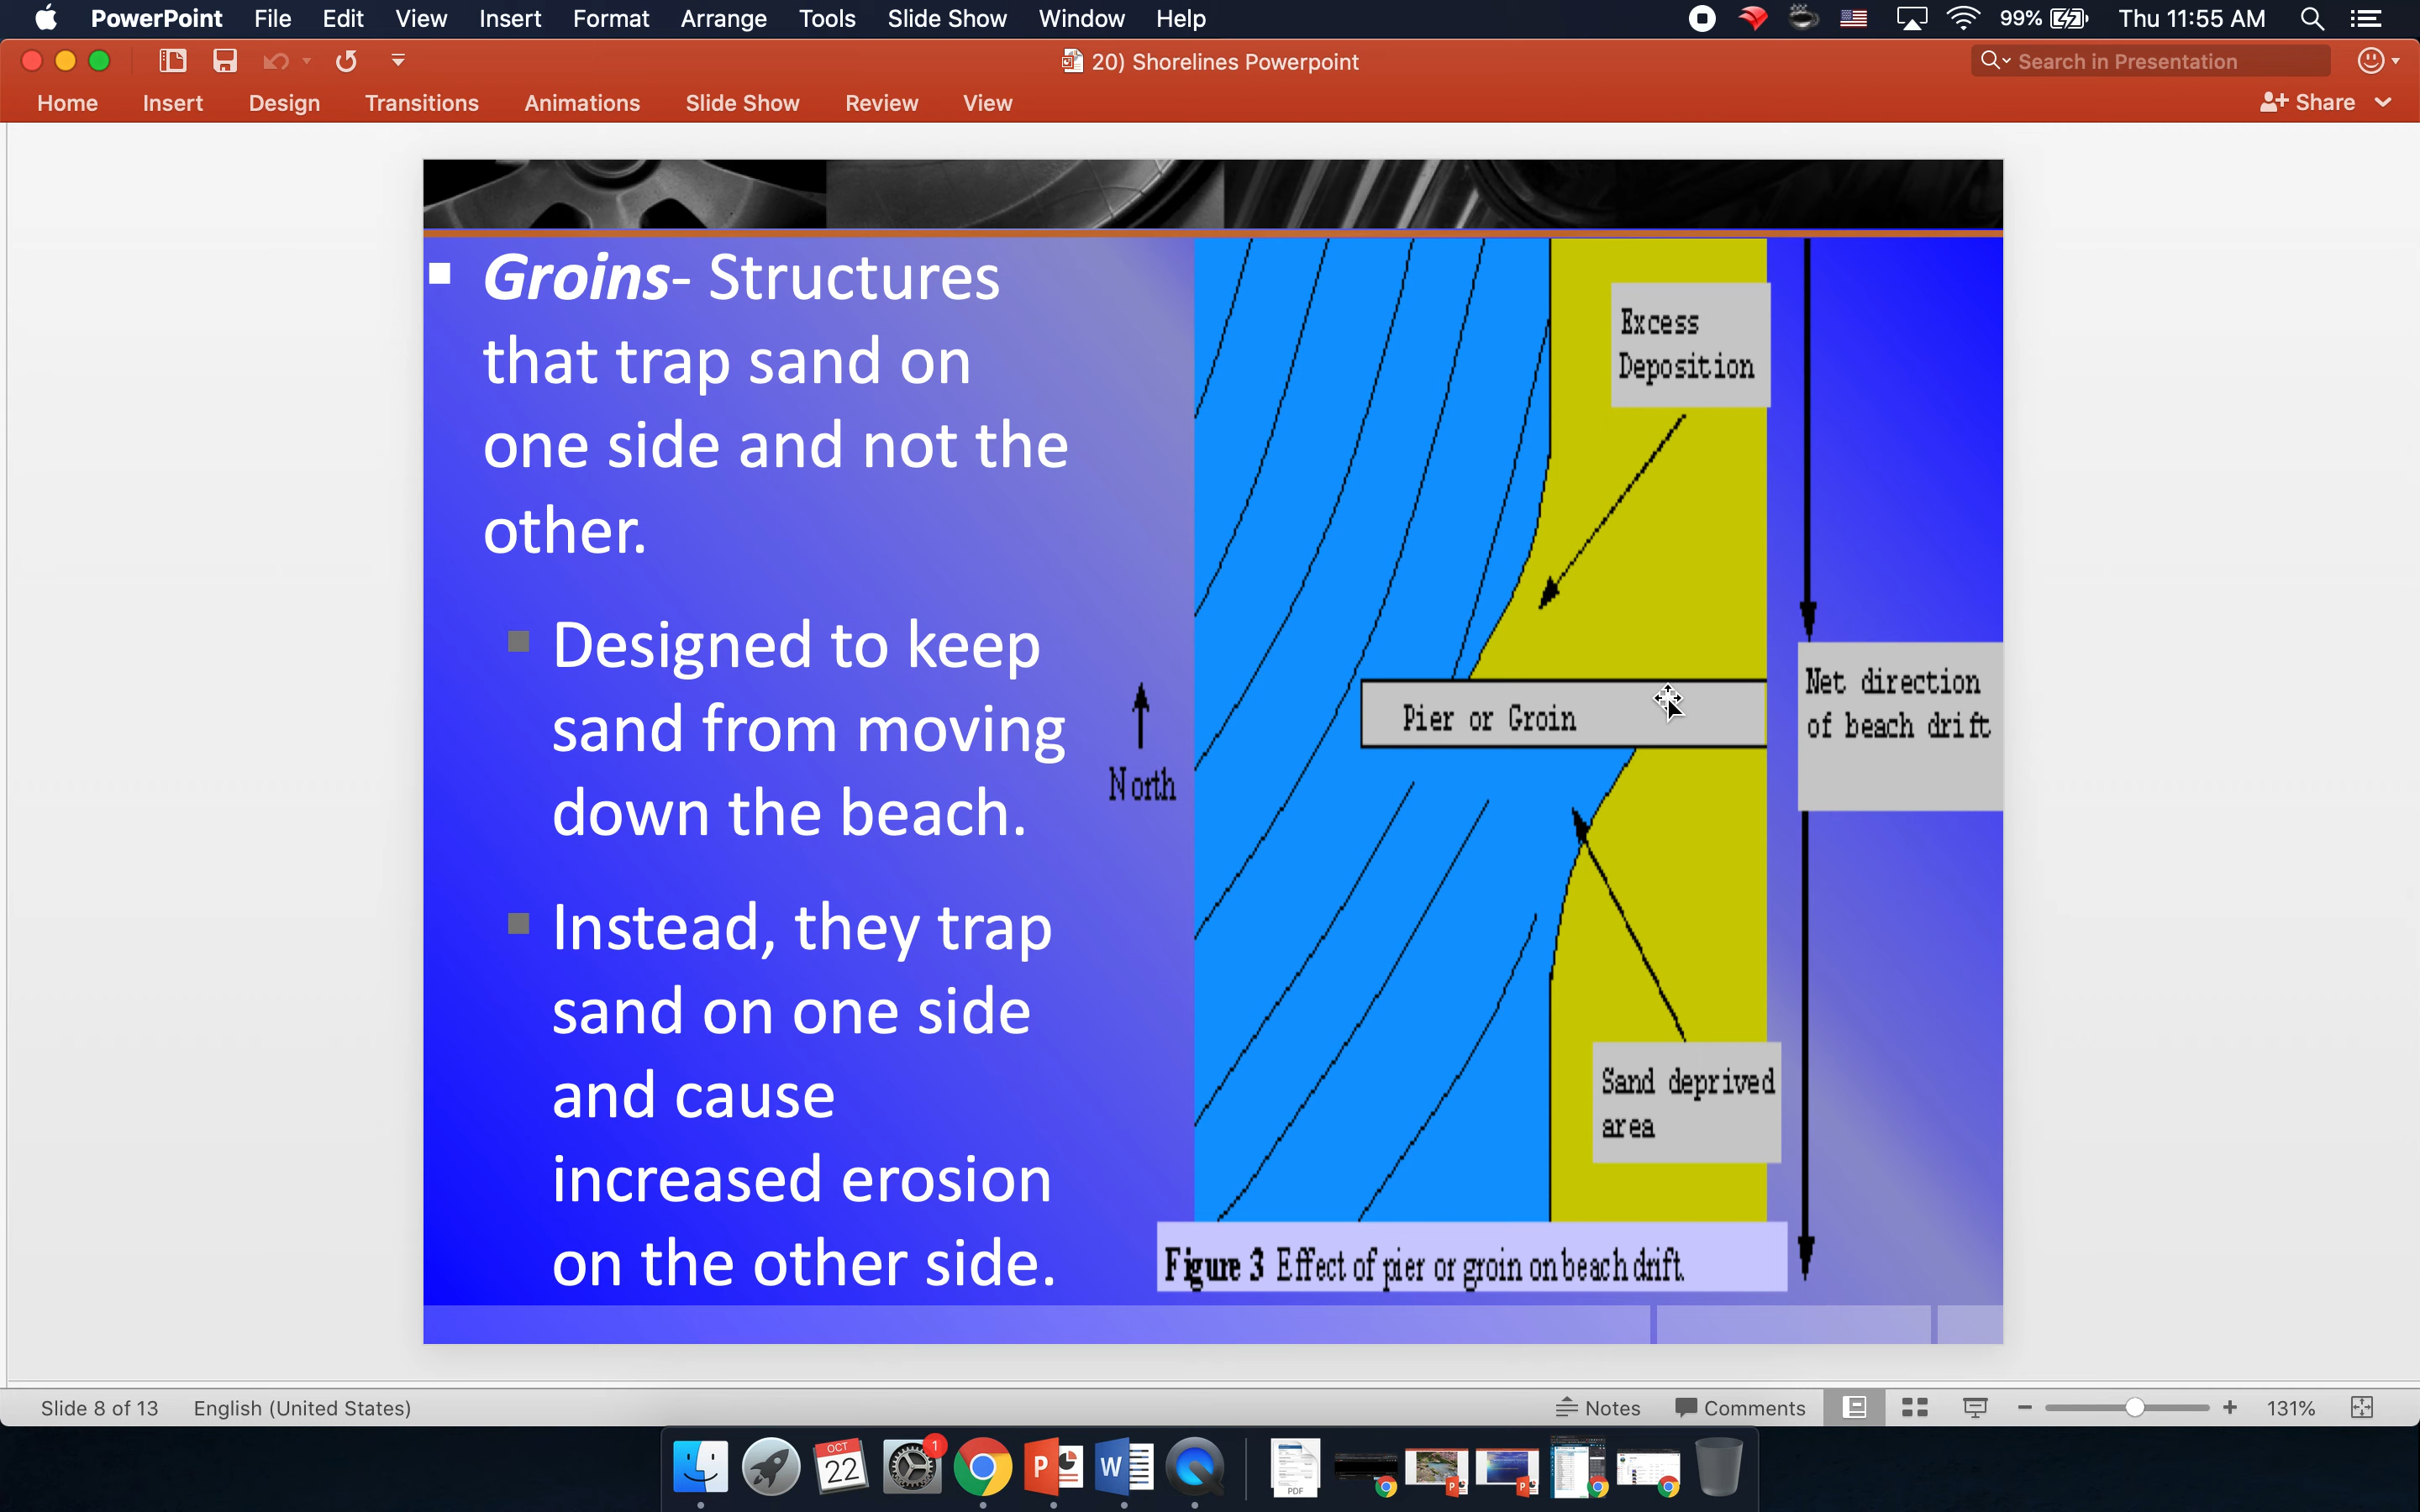 PowerPoint File Edit View Insert Format Arrange Tools Slide Show Window Help 99% Thu 11:55 AM
20) Shorelines Powerpoint
Search in Presentation
Home Insert Design Transitions Animations Slide Show Review View Share
Groins- Structures
that trap sand on
one side and not the
other.
Designed to keep
sand from moving
down the beach.
Instead, they trap
sand on one side
and cause
increased erosion
on the other side.
Excess
Deposition
Pier or Groin
North
Net direction
of beach drift
Sand deprived
area
Figure 3 Effect of pier or groin on beach drift.
Slide 8 of 13 English (United States) Notes Comments 131%
OCT
22
1
P
W
PDF
P
P